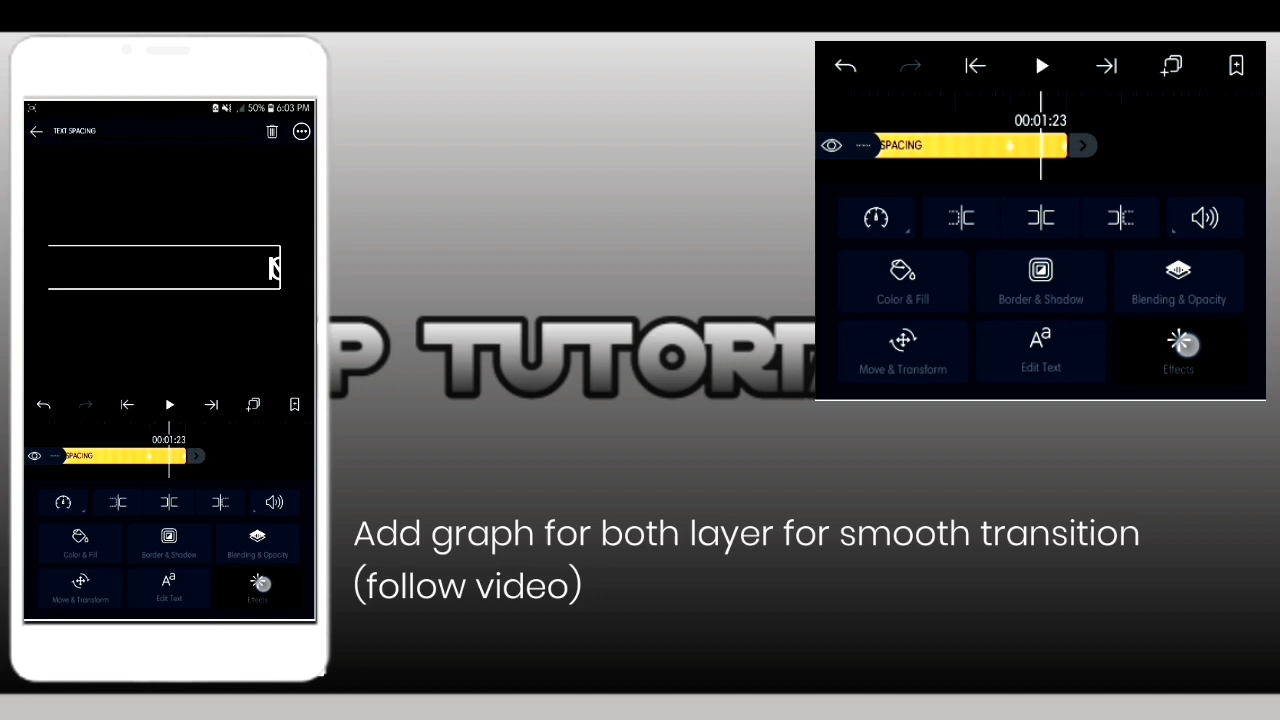 50% 6:03 PM
TEXT SPACING
00:01:23
SPACING
Color & Fill
Border & Shadow
Blending & Opacity
Move & Transform
Edit Text
Effects
P TUTORI
00:01:23
SPACING
Color & Fill
Border & Shadow
Blending & Opacity
Move & Transform
Edit Text
Effects
Add graph for both layer for smooth transition
(follow video)